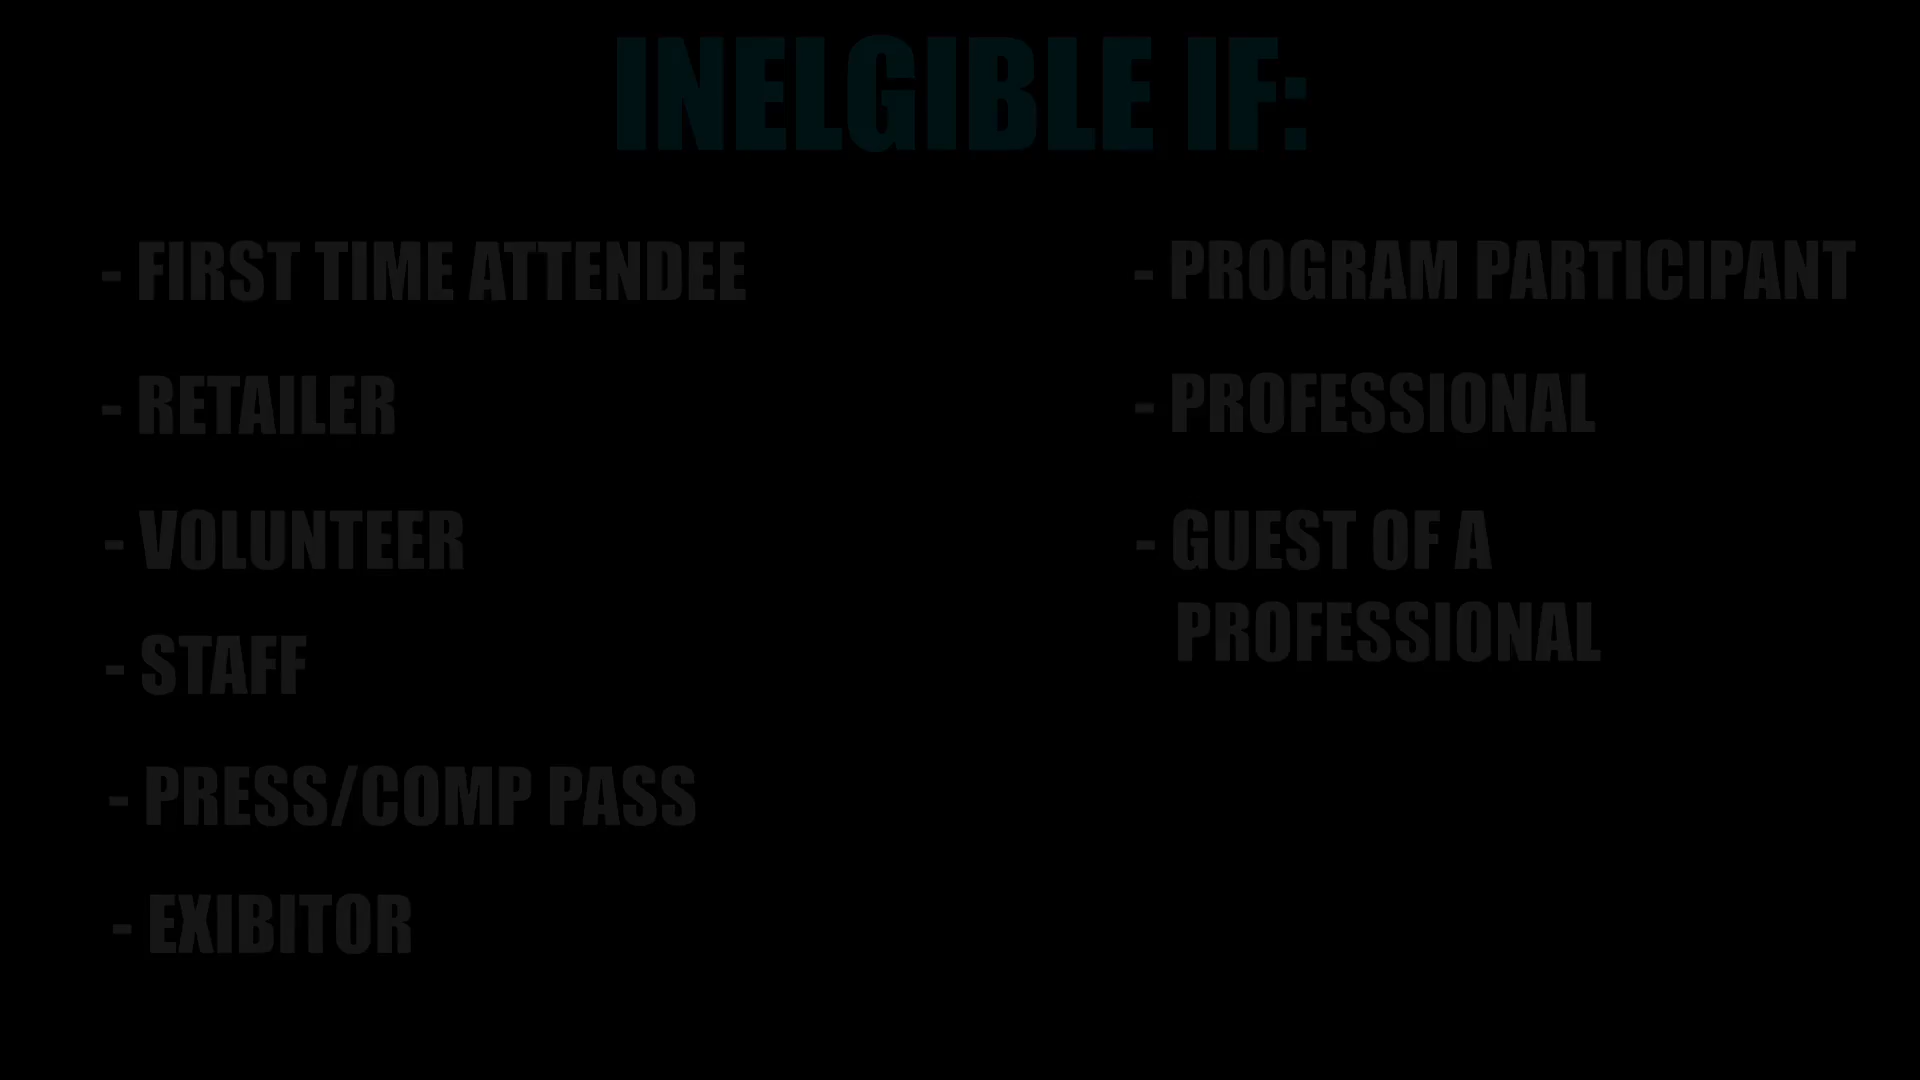 INELGIBLE IF:
- FIRST TIME ATTENDEE
- RETAILER
- VOLUNTEER
- STAFF
- PRESS/COMP PASS
- EXIBITOR
- PROGRAM PARTICIPANT
- PROFESSIONAL
- GUEST OF A
PROFESSIONAL